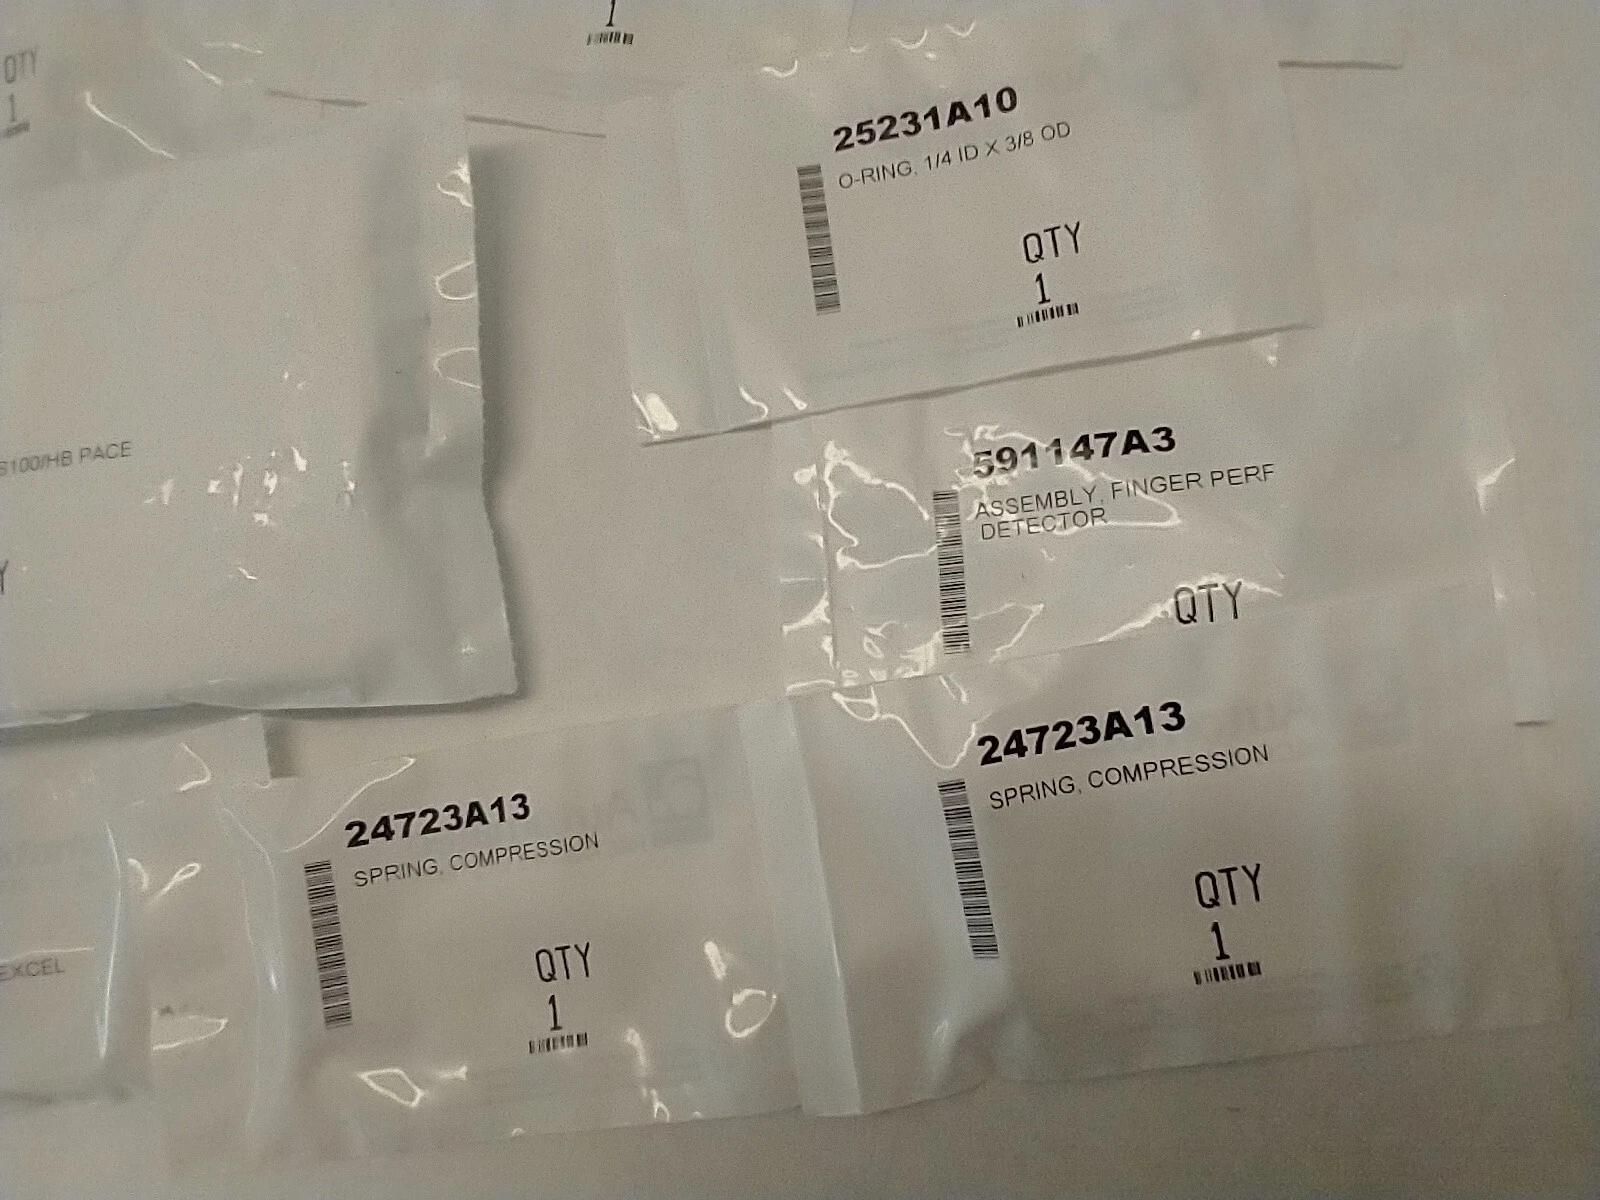 1
QTY
1
25231A10
O-RING, 1/4 ID X 3/8 OD
QTY
1
S100/HB PACE
591147A3
ASSEMBLY, FINGER PERF
DETECTOR
QTY
24723A13
SPRING, COMPRESSION
QTY
1
24723A13
SPRING, COMPRESSION
QTY
1
EXCEL